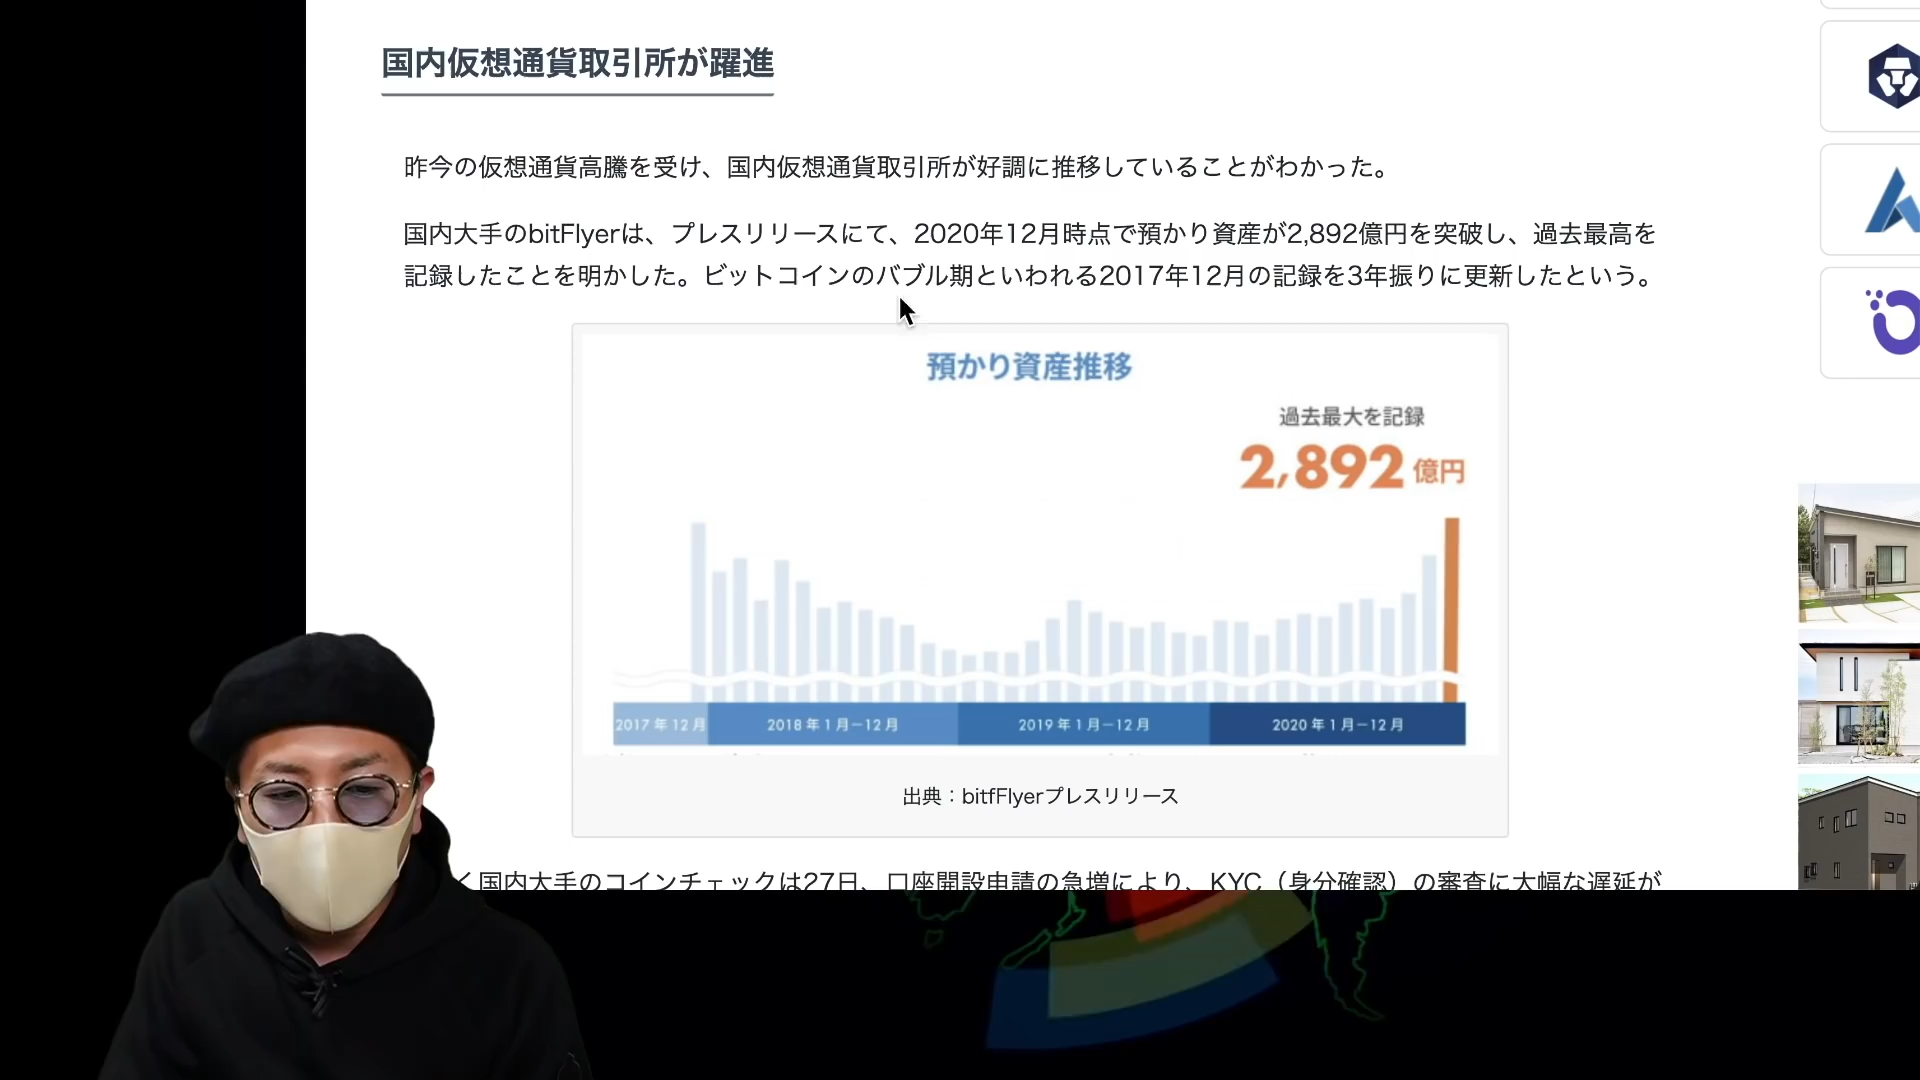 国内仮想通貨取引所が躍進
昨今の仮想通貨高騰を受け、国内仮想通貨取引所が好調に推移していることがわかった。
国内大手のbitFlyerは、プレスリリースにて、2020年12月時点で預かり資産が2,892億円を突破し、過去最高を
記録したことを明かした。ビットコインのバブル期といわれる2017年12月の記録を3年振りに更新したという。
預かり資産推移
過去最大を記録
2,892億円
2017年12月 2018年1月−12月 2019年1月−12月 2020年1月−12月
出典：bitfFlyerプレスリリース
く国内大手のコインチェックは27日、口座開設申請の急増により、KYC（身分確認）の審査に大幅な遅延が